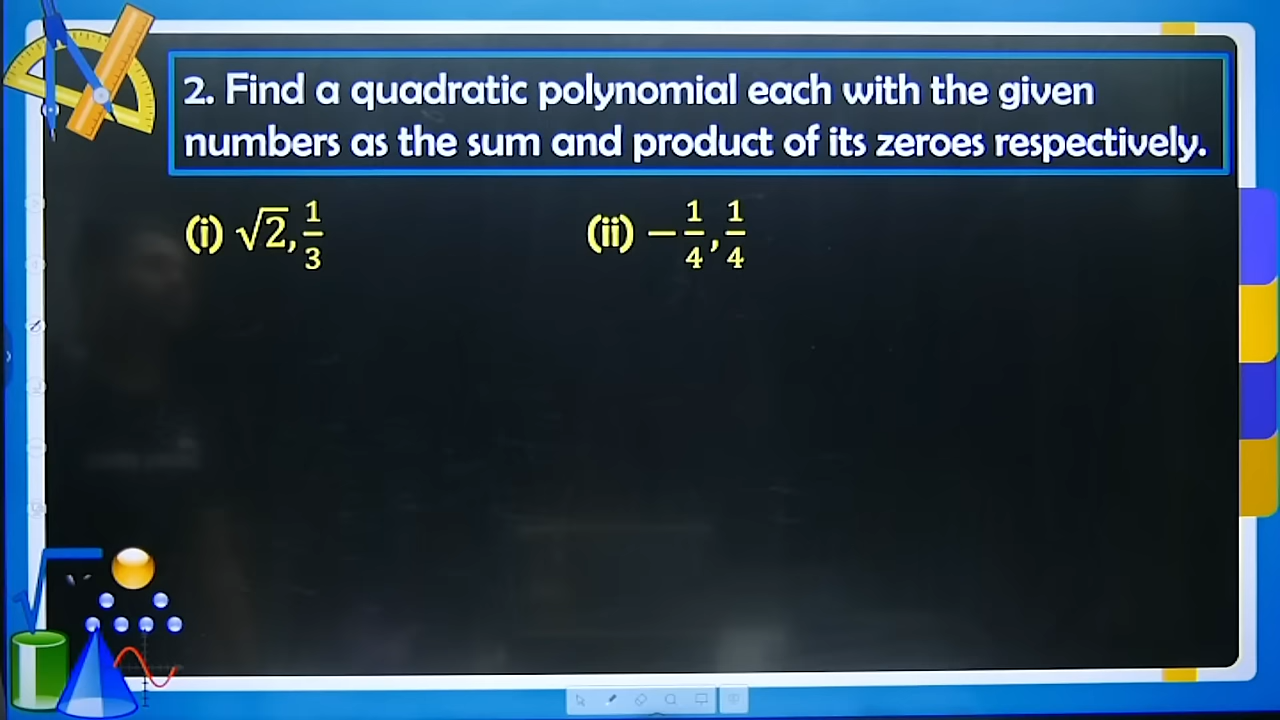 2. Find a quadratic polynomial each with the given
numbers as the sum and product of its zeroes respectively.
(i) √2, 1/3 (ii) −1/4, 1/4